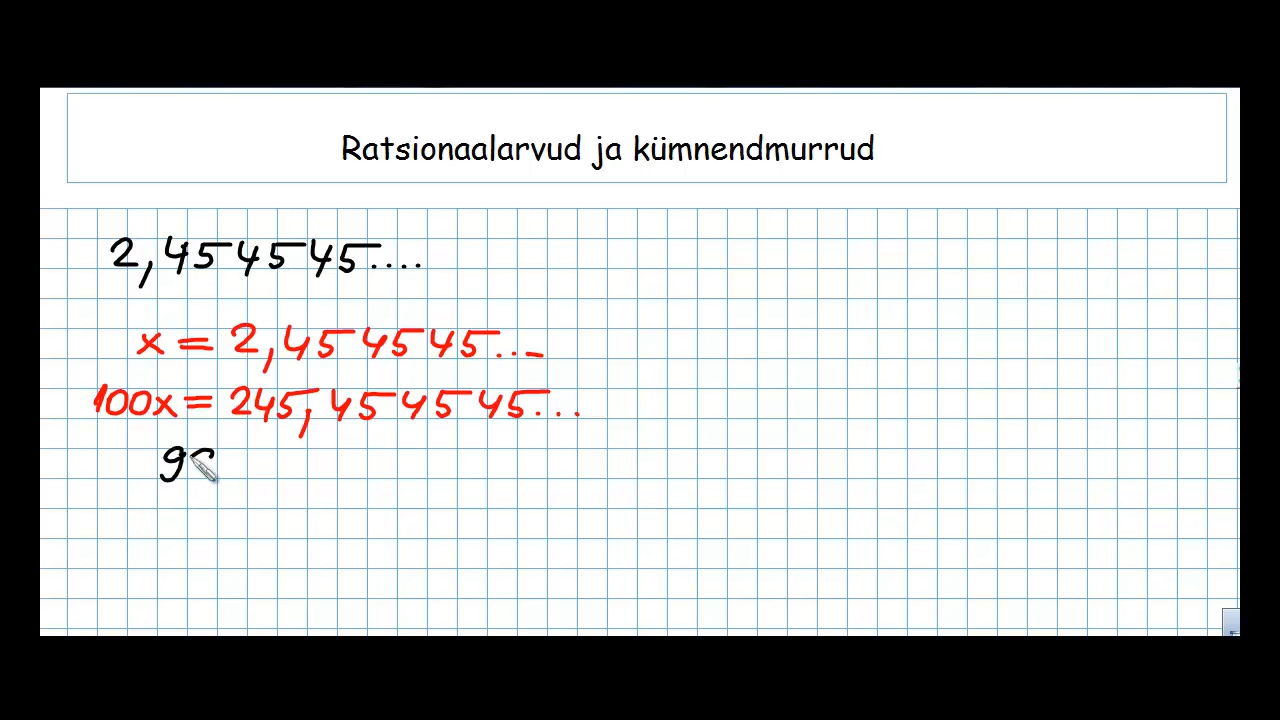 Ratsionaalarvud ja kümnendmurrud
2,454545....
x = 2,454545...
100x = 245,454545...
9